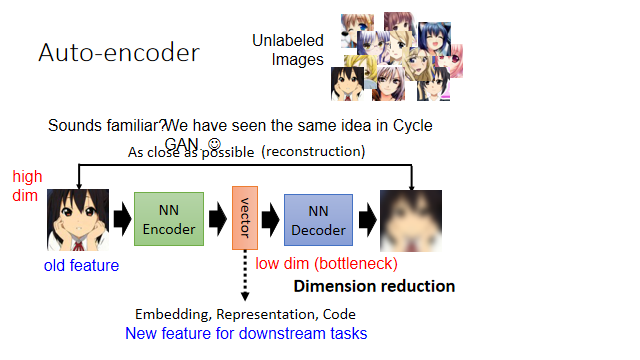 Auto-encoder
Unlabeled
Images
Sounds familiar?We have seen the same idea in Cycle
GAN. ☺
As close as possible (reconstruction)
high
dim
NN
Encoder
vector
NN
Decoder
old feature
low dim (bottleneck)
Dimension reduction
Embedding, Representation, Code
New feature for downstream tasks